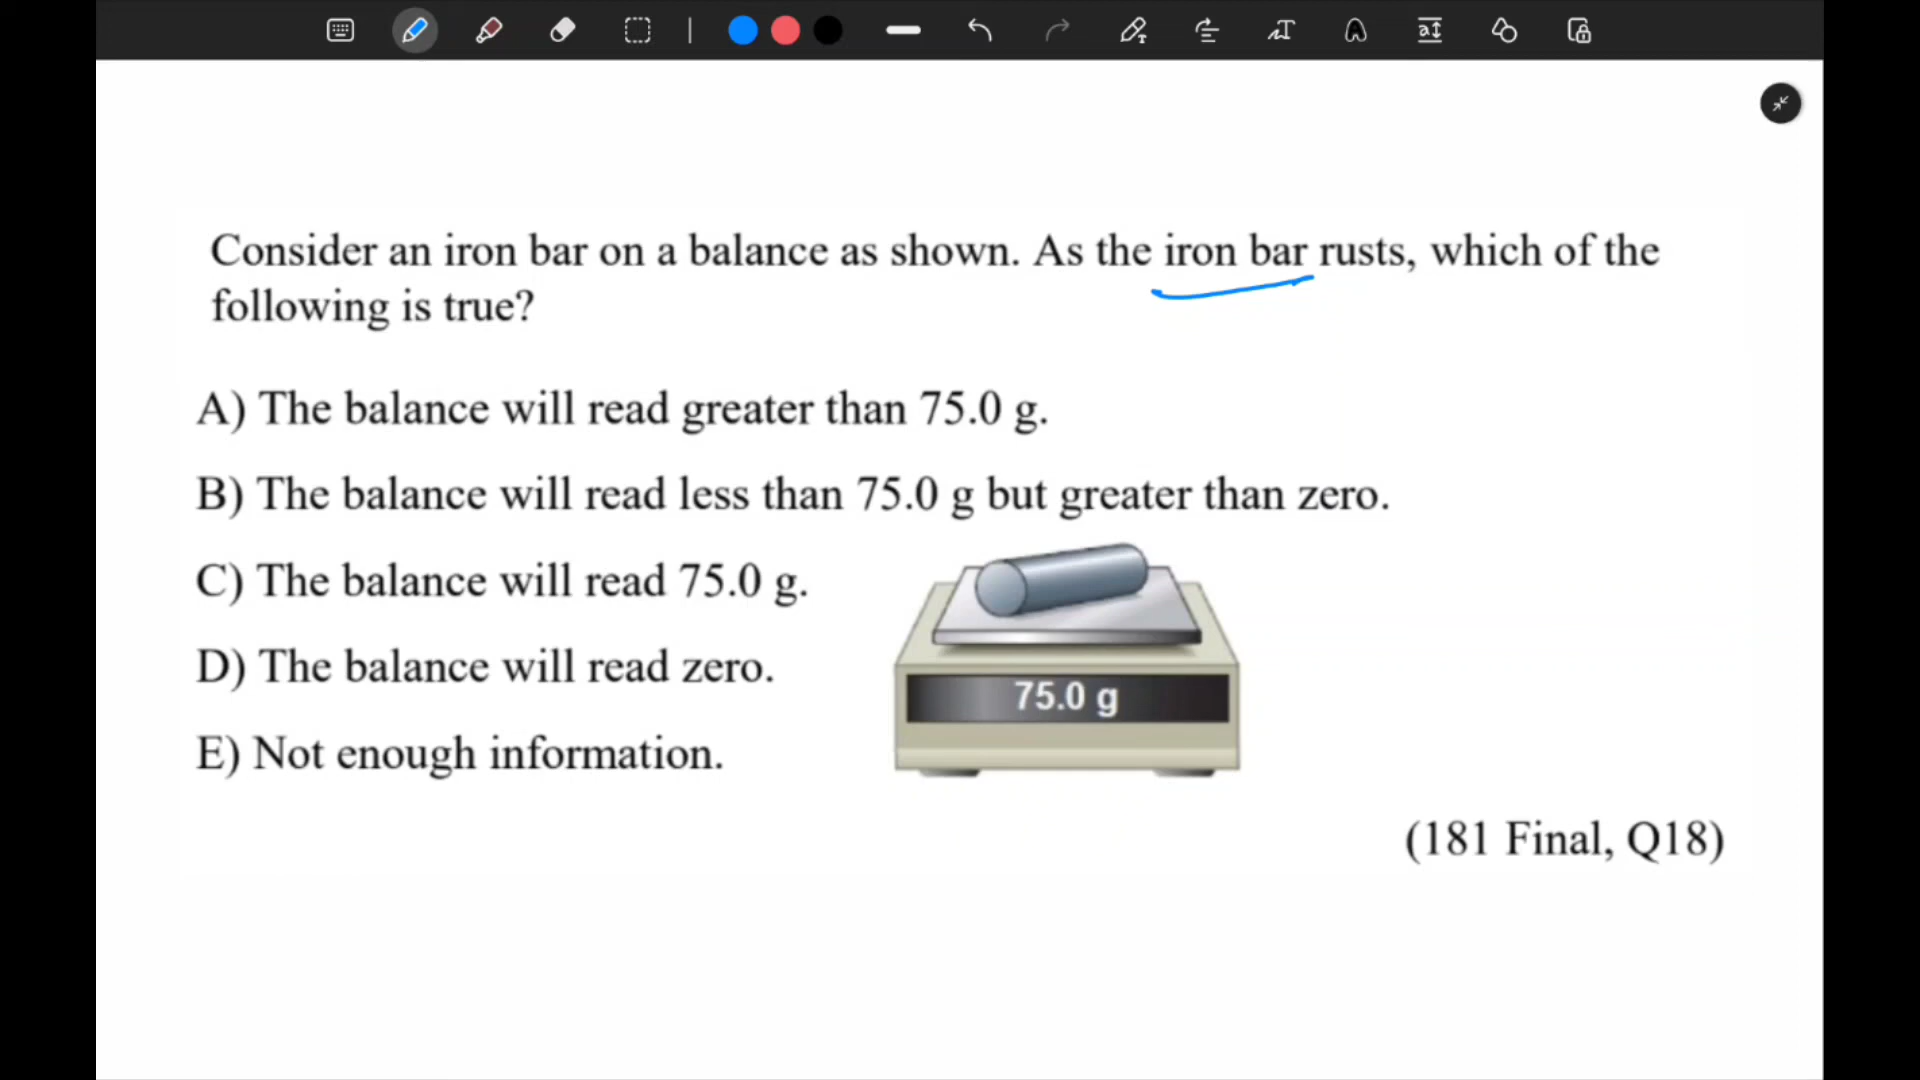 Consider an iron bar on a balance as shown. As the iron bar rusts, which of the
following is true?
A) The balance will read greater than 75.0 g.
B) The balance will read less than 75.0 g but greater than zero.
C) The balance will read 75.0 g.
D) The balance will read zero.
E) Not enough information.
75.0 g
(181 Final, Q18)